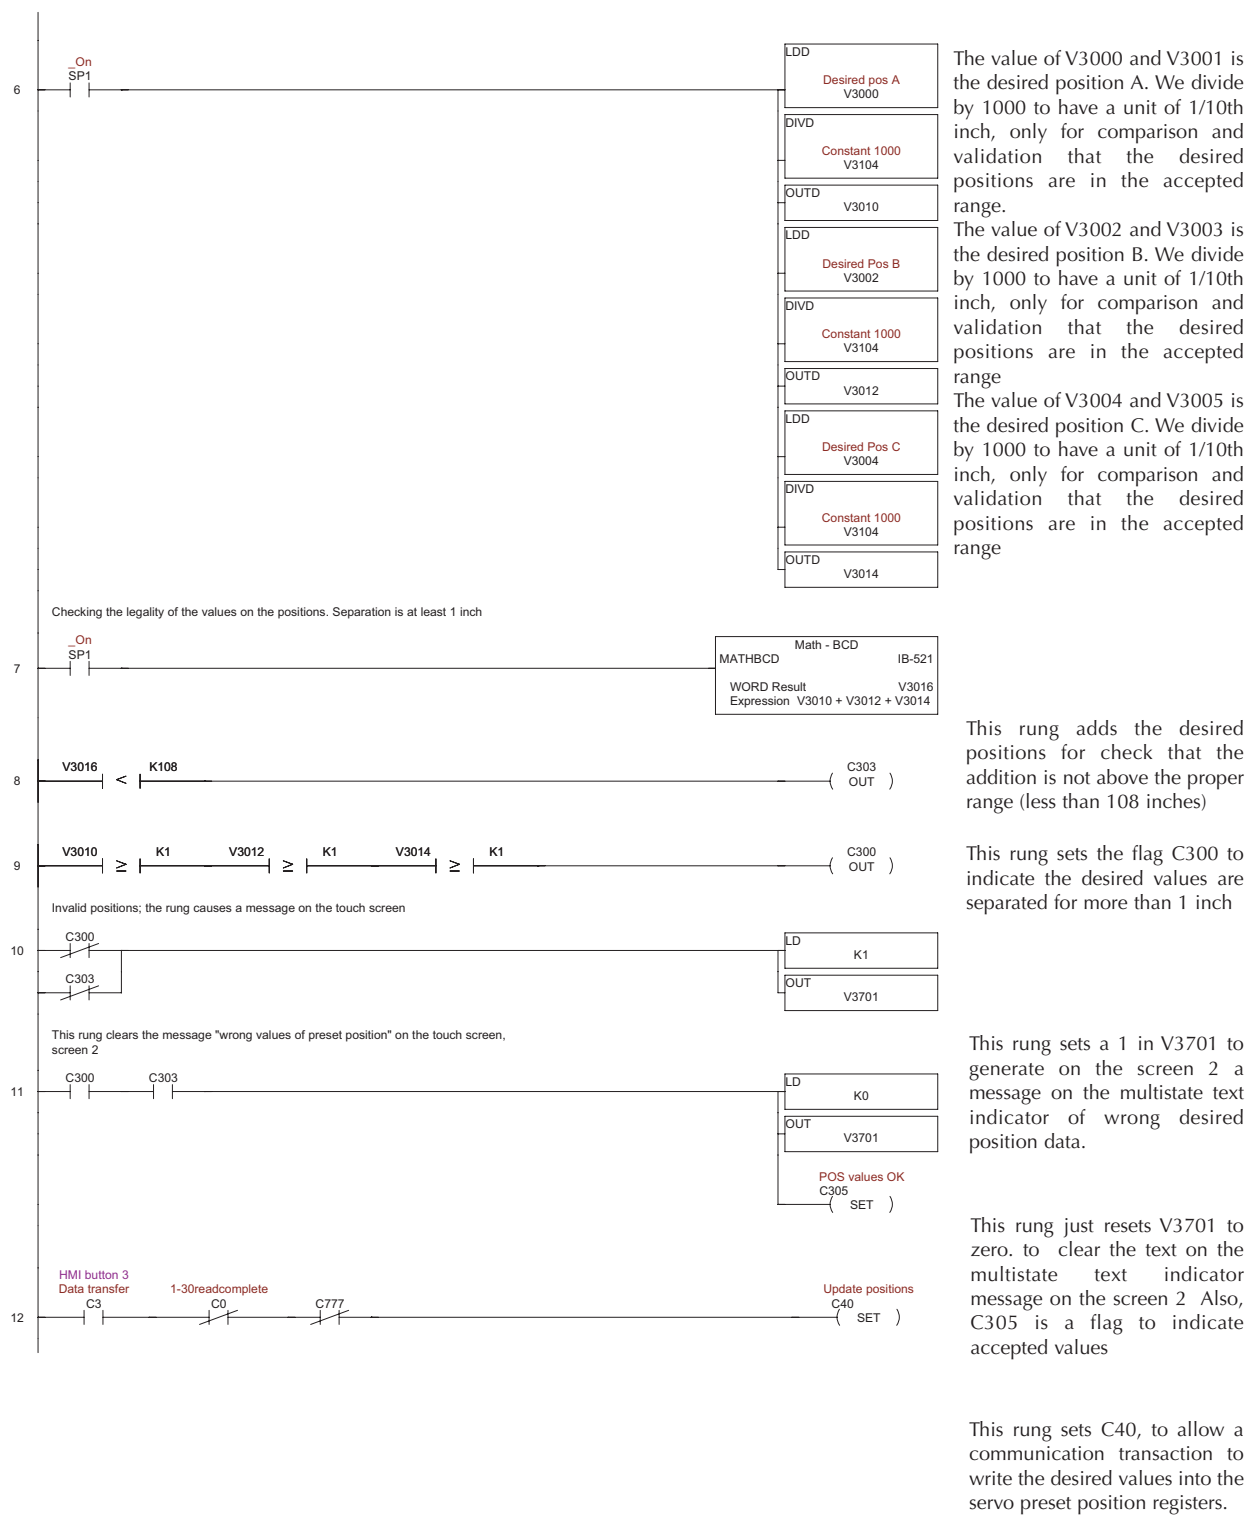 6
_On
SP1
LDD
Desired pos A
V3000
DIVD
Constant 1000
V3104
OUTD
V3010
LDD
Desired Pos B
V3002
DIVD
Constant 1000
V3104
OUTD
V3012
LDD
Desired Pos C
V3004
DIVD
Constant 1000
V3104
OUTD
V3014
The value of V3000 and V3001 is
the desired position A. We divide
by 1000 to have a unit of 1/10th
inch, only for comparison and
validation that the desired
positions are in the accepted
range.
The value of V3002 and V3003 is
the desired position B. We divide
by 1000 to have a unit of 1/10th
inch, only for comparison and
validation that the desired
positions are in the accepted
range
The value of V3004 and V3005 is
the desired position C. We divide
by 1000 to have a unit of 1/10th
inch, only for comparison and
validation that the desired
positions are in the accepted
range
Checking the legality of the values on the positions. Separation is at least 1 inch
7
_On
SP1
Math - BCD
MATHBCD IB-521
WORD Result V3016
Expression V3010 + V3012 + V3014
This rung adds the desired
positions for check that the
addition is not above the proper
range (less than 108 inches)
8
V3016 < K108
C303
OUT
9
V3010 ≥ K1 V3012 ≥ K1 V3014 ≥ K1
C300
OUT
This rung sets the flag C300 to
indicate the desired values are
separated for more than 1 inch
Invalid positions; the rung causes a message on the touch screen
10
C300
C303
LD
K1
OUT
V3701
This rung clears the message "wrong values of preset position" on the touch screen,
screen 2
This rung sets a 1 in V3701 to
generate on the screen 2 a
message on the multistate text
indicator of wrong desired
position data.
11
C300 C303
LD
K0
OUT
V3701
POS values OK
C305
SET
This rung just resets V3701 to
zero. to clear the text on the
multistate text indicator
message on the screen 2 Also,
C305 is a flag to indicate
accepted values
12
HMI button 3
Data transfer
C3
1-30readcomplete
C0
C777
Update positions
C40
SET
This rung sets C40, to allow a
communication transaction to
write the desired values into the
servo preset position registers.